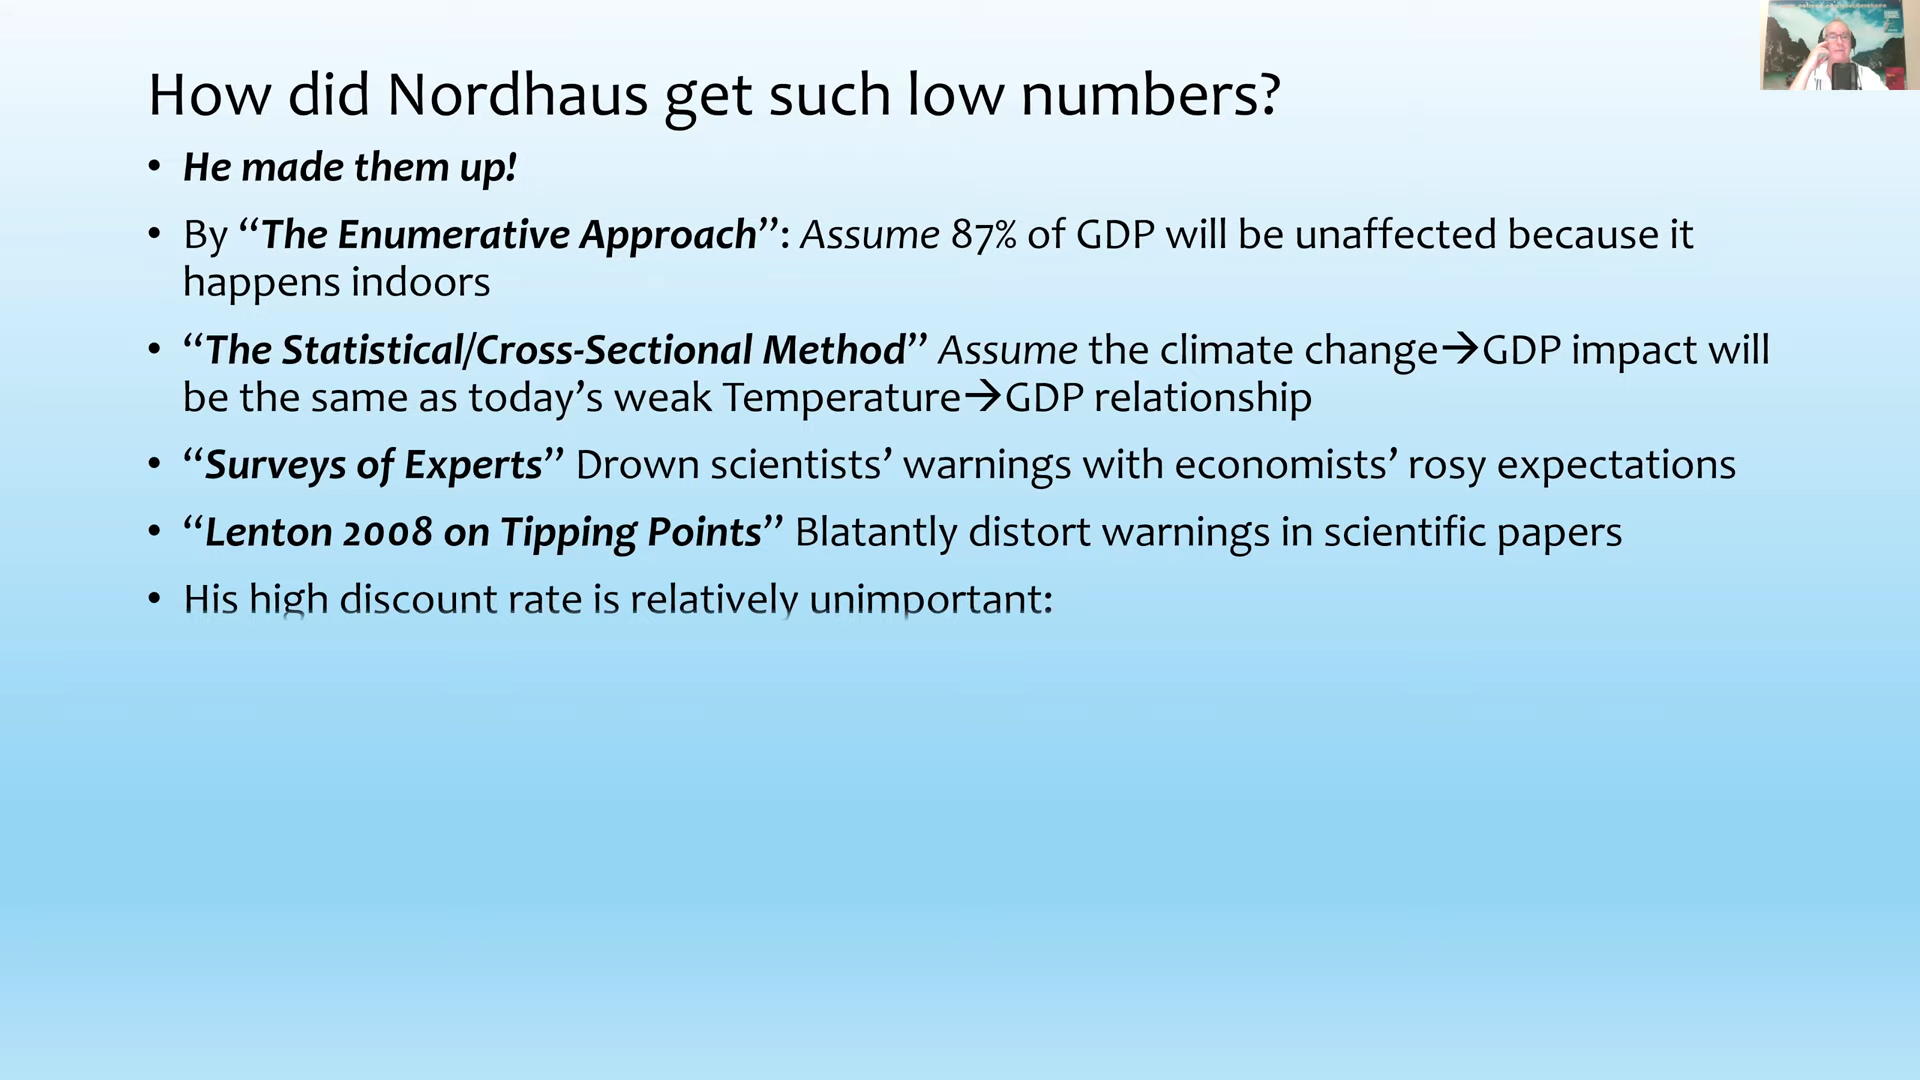 How did Nordhaus get such low numbers?
• He made them up!
• By “The Enumerative Approach”: Assume 87% of GDP will be unaffected because it
happens indoors
• “The Statistical/Cross-Sectional Method” Assume the climate change→GDP impact will
be the same as today’s weak Temperature→GDP relationship
• “Surveys of Experts” Drown scientists’ warnings with economists’ rosy expectations
• “Lenton 2008 on Tipping Points” Blatantly distort warnings in scientific papers
• His high discount rate is relatively unimportant: